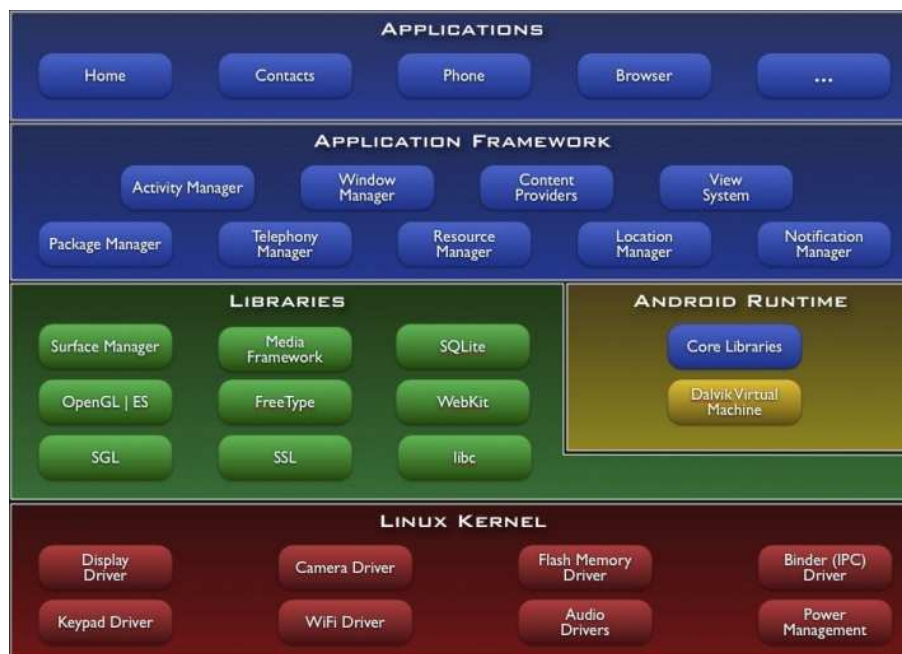 APPLICATIONS
Home
Contacts
Phone
Browser
...
APPLICATION FRAMEWORK
Activity Manager
Window
Manager
Content
Providers
View
System
Package Manager
Telephony
Manager
Resource
Manager
Location
Manager
Notification
Manager
LIBRARIES
Surface Manager
Media
Framework
SQLite
OpenGL | ES
FreeType
WebKit
SGL
SSL
libc
ANDROID RUNTIME
Core Libraries
Dalvik Virtual
Machine
LINUX KERNEL
Display
Driver
Camera Driver
Flash Memory
Driver
Binder (IPC)
Driver
Keypad Driver
WiFi Driver
Audio
Drivers
Power
Management